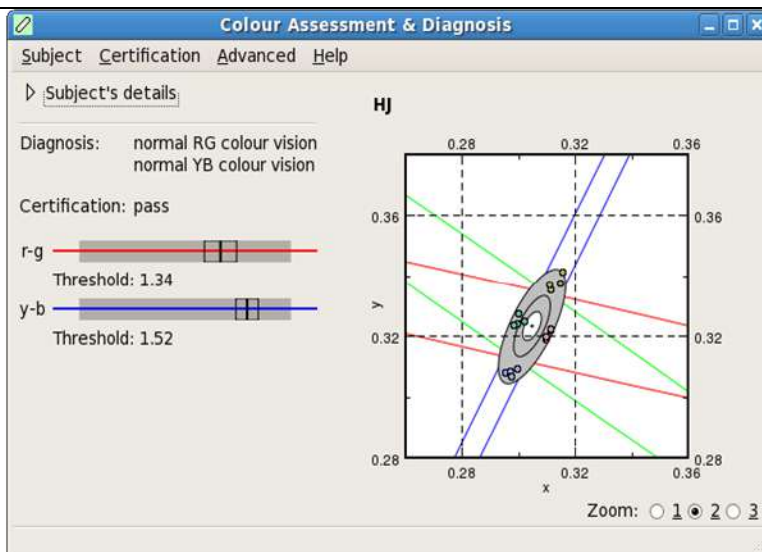 Colour Assessment & Diagnosis
Subject Certification Advanced Help
Subject's details
Diagnosis: normal RG colour vision
normal YB colour vision
Certification: pass
r-g
Threshold: 1.34
y-b
Threshold: 1.52
HJ
0.28 0.32 0.36
0.36 0.36
y
0.32 0.32
0.28 0.28
0.28 0.32 0.36
x
Zoom: 1 2 3